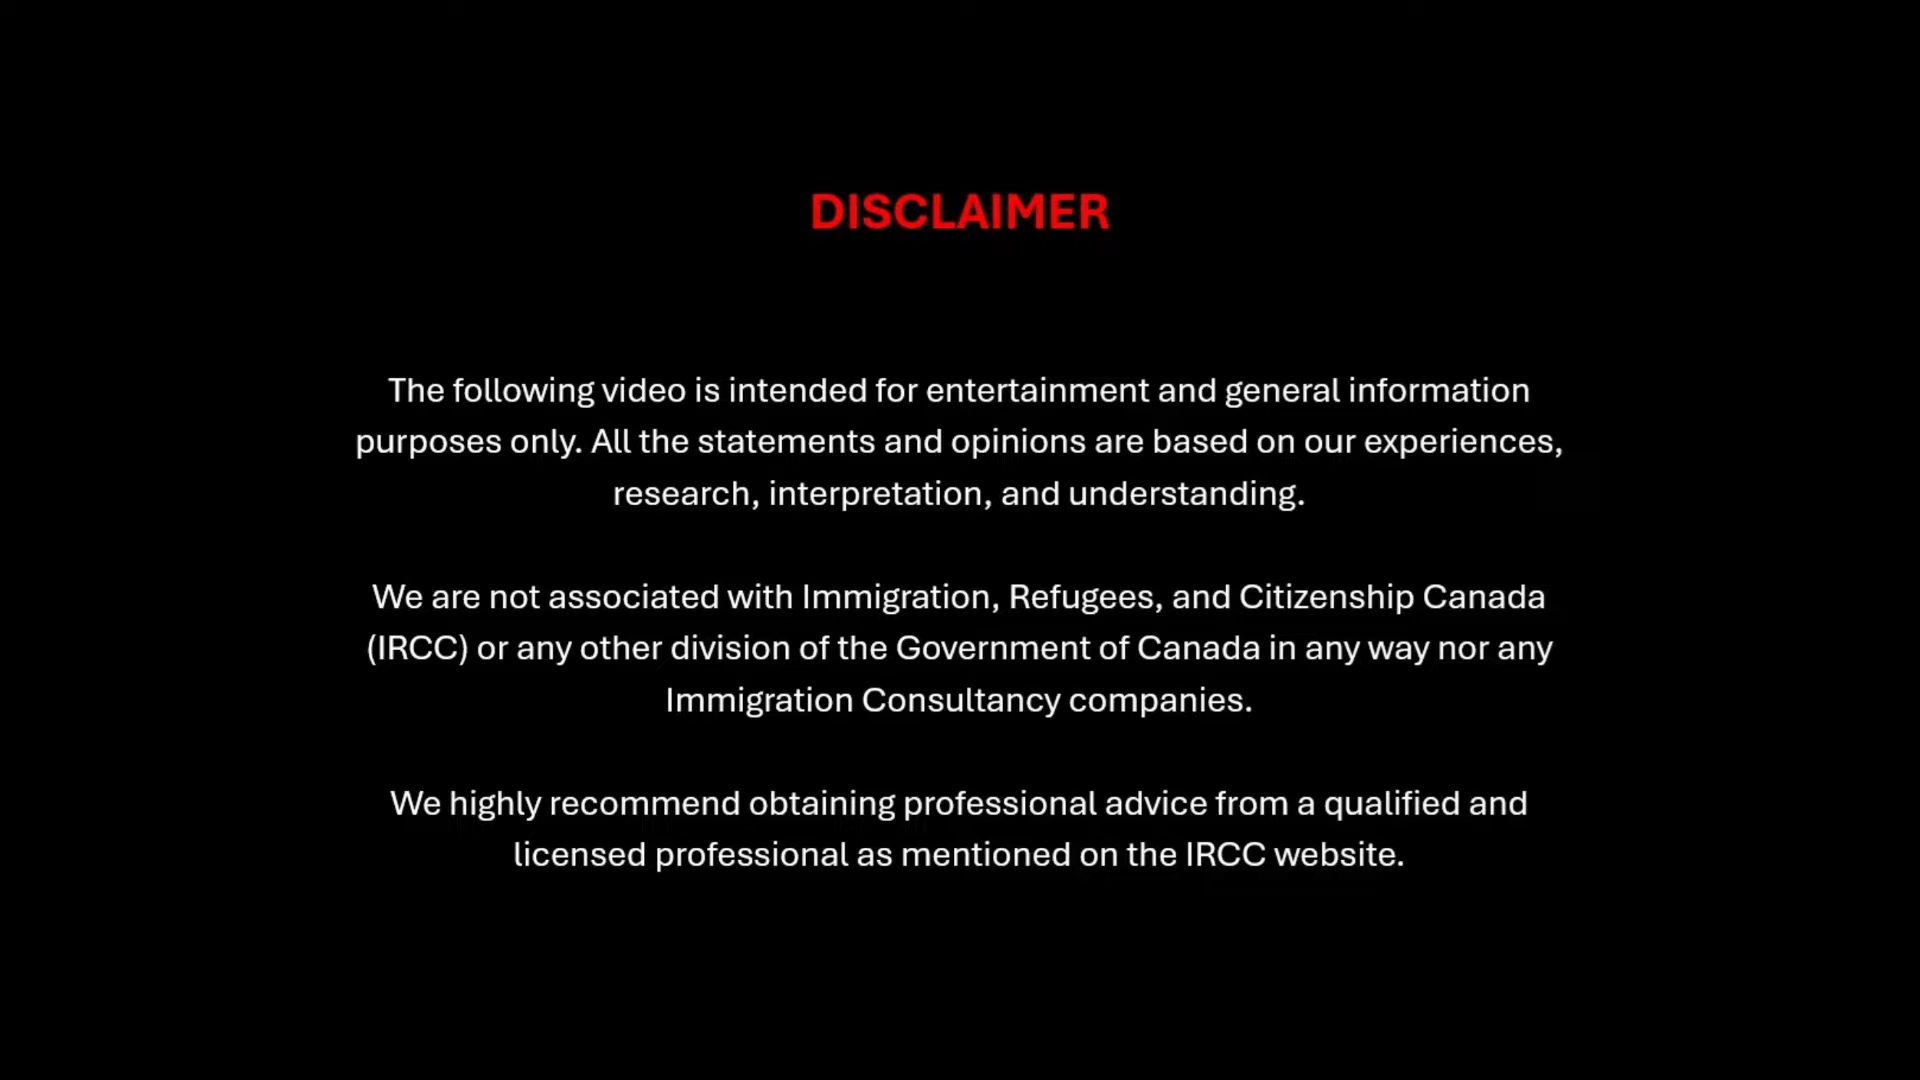 DISCLAIMER
The following video is intended for entertainment and general information
purposes only. All the statements and opinions are based on our experiences,
research, interpretation, and understanding.
We are not associated with Immigration, Refugees, and Citizenship Canada
(IRCC) or any other division of the Government of Canada in any way nor any
Immigration Consultancy companies.
We highly recommend obtaining professional advice from a qualified and
licensed professional as mentioned on the IRCC website.